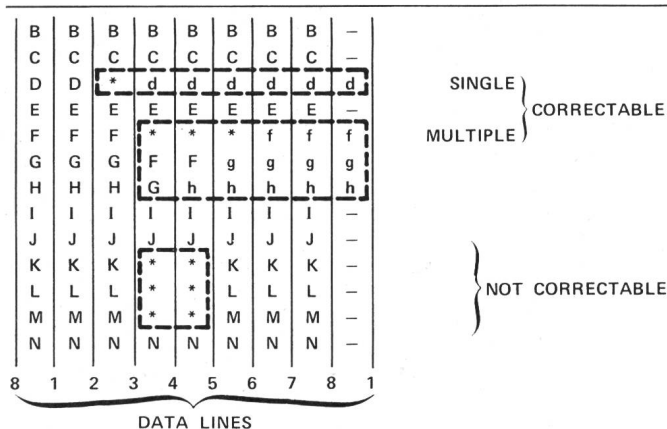 B B B B B B B –
C C C C C C C –
D D * d d d d d SINGLE
E E E E E E E – CORRECTABLE
F F F * * * f f f MULTIPLE
G G G F F g g g
H H H G h h h h
I I I I I I I –
J J J J J J J –
K K K * * K K K –
L L L * * L L L – NOT CORRECTABLE
M M M * * M M M –
N N N N N N N –
8 1 2 3 4 5 6 7 8 1
DATA LINES